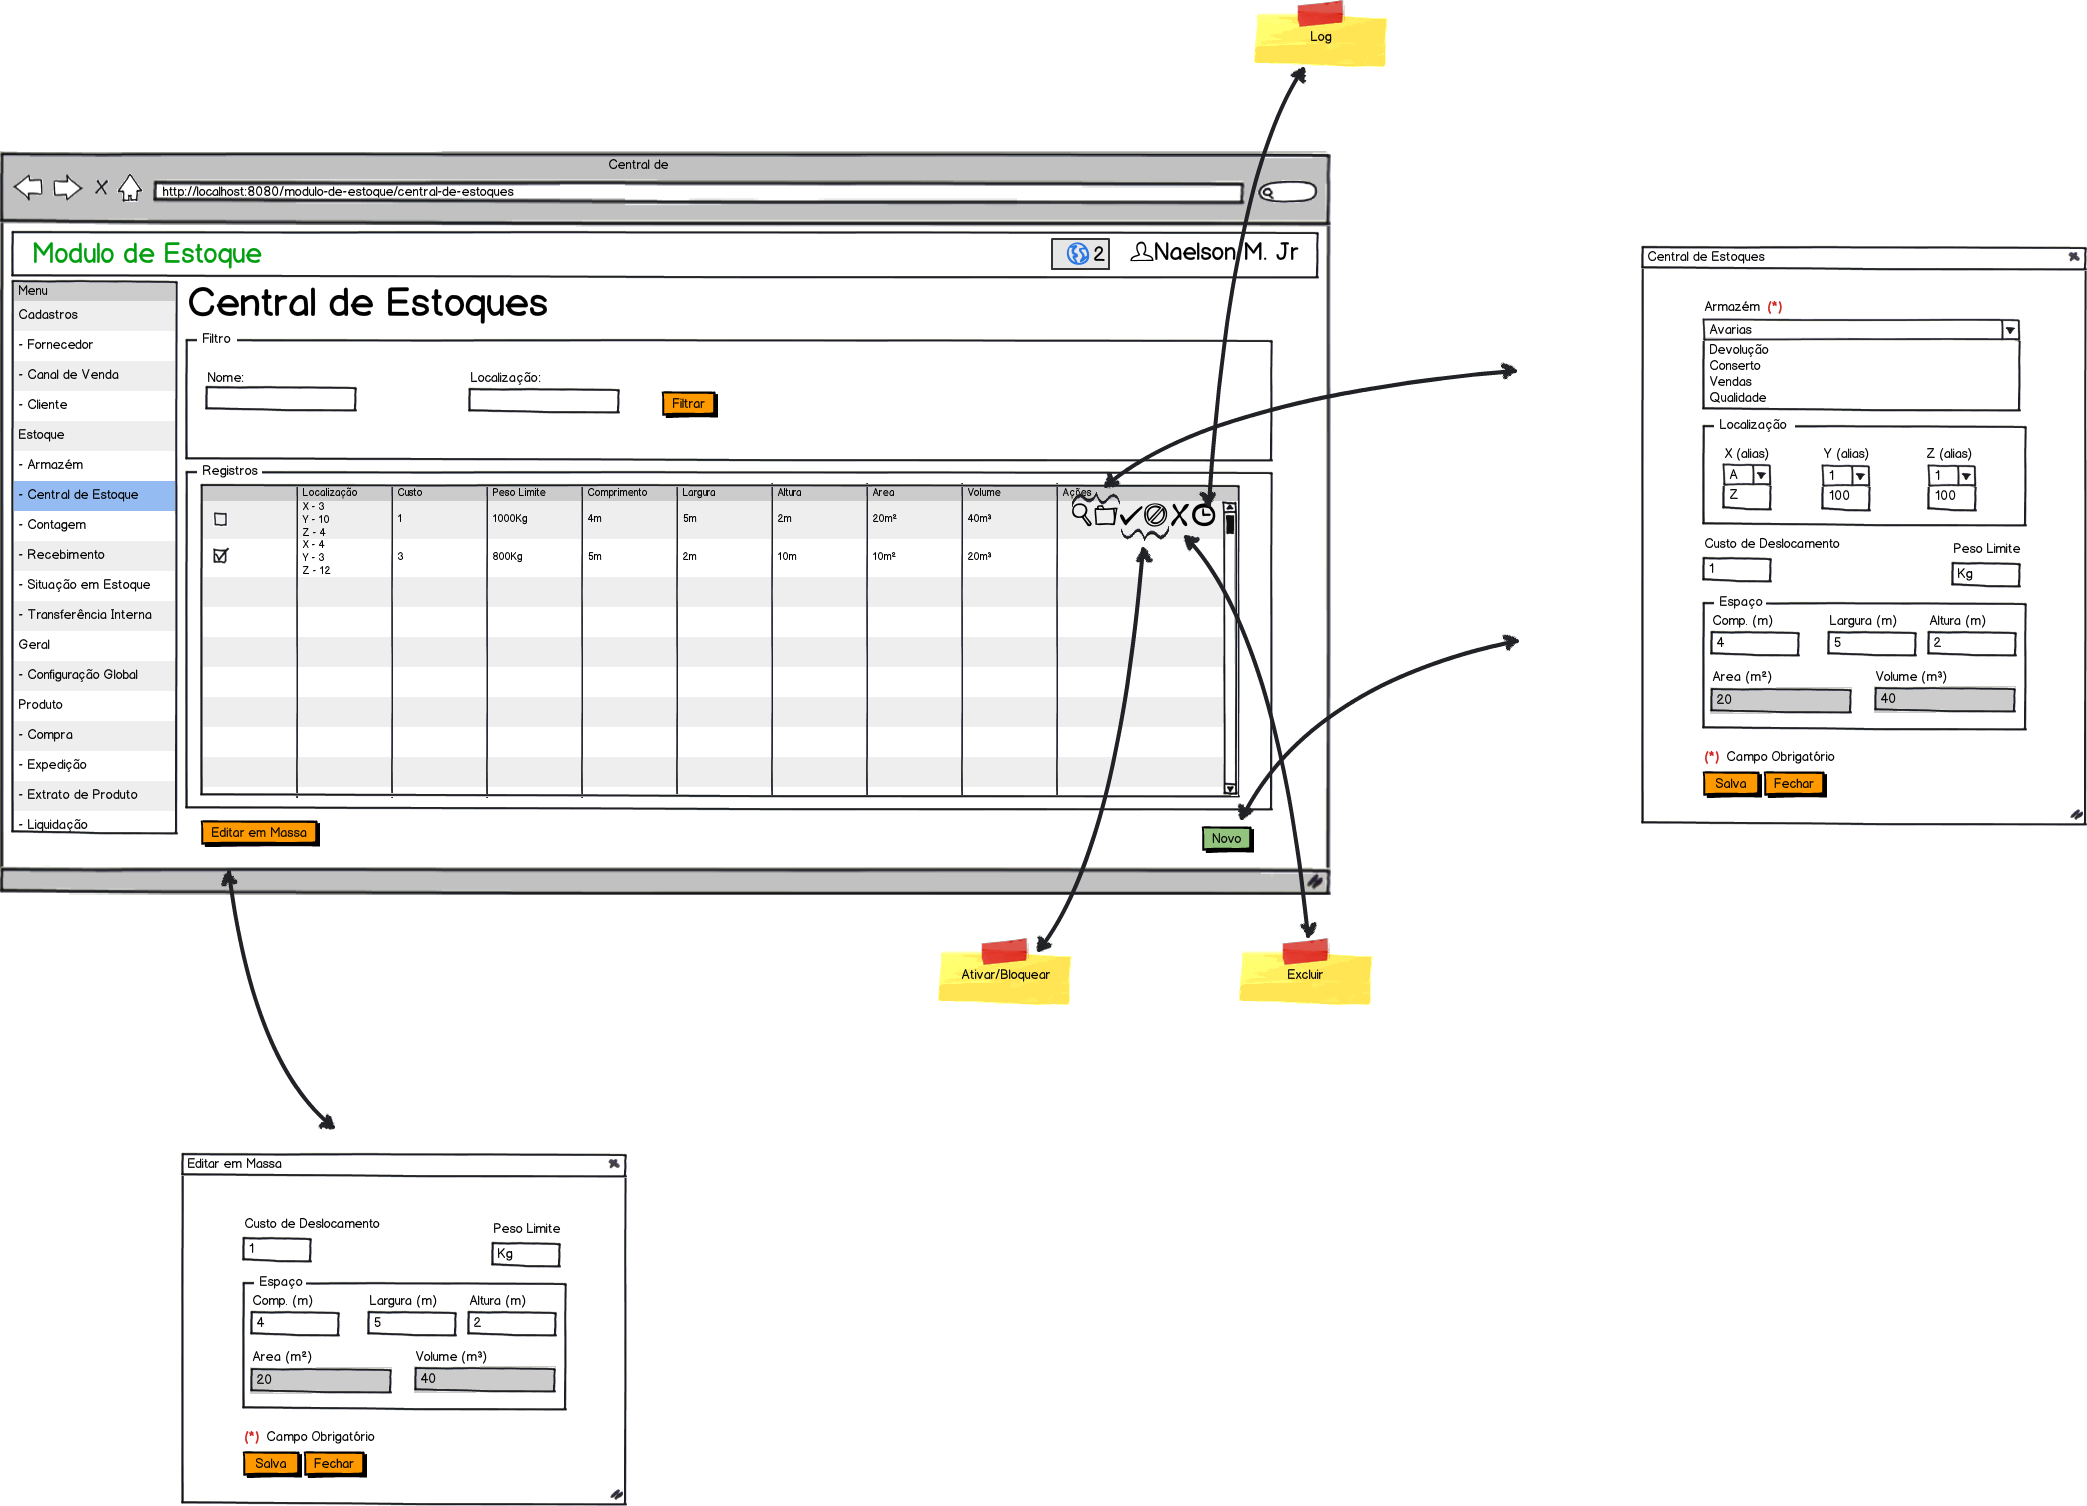 Log
Central de
http://localhost:8080/modulo-de-estoque/central-de-estoques
Modulo de Estoque
2
Naelson M. Jr
Menu
Cadastros
- Fornecedor
- Canal de Venda
- Cliente
Estoque
- Armazém
- Central de Estoque
- Contagem
- Recebimento
- Situação em Estoque
- Transferência Interna
Geral
- Configuração Global
Produto
- Compra
- Expedição
- Extrato de Produto
- Liquidação
Central de Estoques
Filtro
Nome:
Localização:
Filtrar
Registros
Localização Custo Peso Limite Comprimento Largura Altura Area Volume Ações
X - 3
Y - 10 1 1000Kg 4m 5m 2m 20m² 40m³
Z - 4
X - 4
Y - 3 3 800Kg 5m 2m 10m 10m² 20m³
Z - 12
Editar em Massa
Novo
Central de Estoques
Armazém (*)
Avarias
Devolução
Conserto
Vendas
Qualidade
Localização
X (alias) Y (alias) Z (alias)
A 1 1
Z 100 100
Custo de Deslocamento
Peso Limite
1
Kg
Espaço
Comp. (m) Largura (m) Altura (m)
4 5 2
Area (m²) Volume (m³)
20 40
(*) Campo Obrigatório
Salva Fechar
Ativar/Bloquear
Excluir
Editar em Massa
Custo de Deslocamento
Peso Limite
1
Kg
Espaço
Comp. (m) Largura (m) Altura (m)
4 5 2
Area (m²) Volume (m³)
20 40
(*) Campo Obrigatório
Salva Fechar